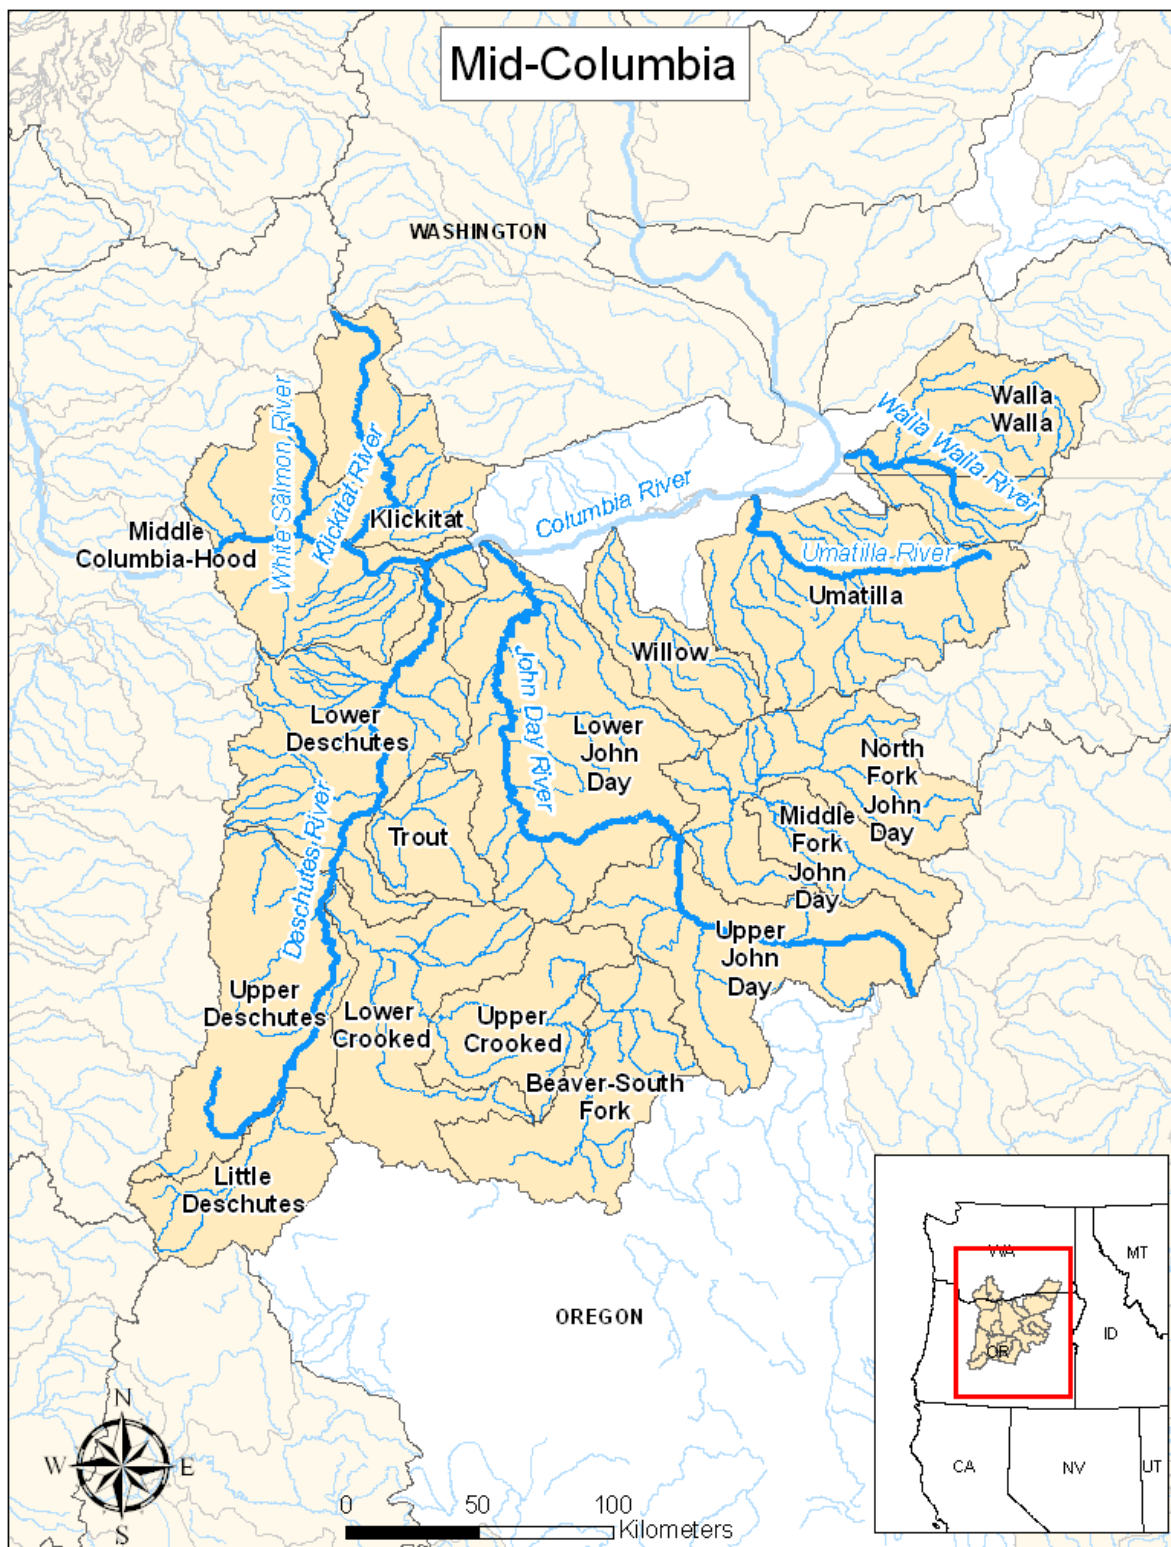 Mid-Columbia
WASHINGTON
Walla
Walla
Walla Walla River
White Salmon River
Klickitat River
Klickitat
Columbia River
Middle
Columbia-Hood
Umatilla River
Umatilla
Willow
John Day River
Lower
Deschutes
Lower
John
Day
North
Fork
John
Day
Deschutes River
Trout
Middle
Fork
John
Day
Upper
John
Day
Upper
Deschutes
Lower
Crooked
Upper
Crooked
Beaver-South
Fork
Little
Deschutes
OREGON
WA
MT
ID
OR
CA
NV
UT
N
W
E
S
0 50 100
Kilometers